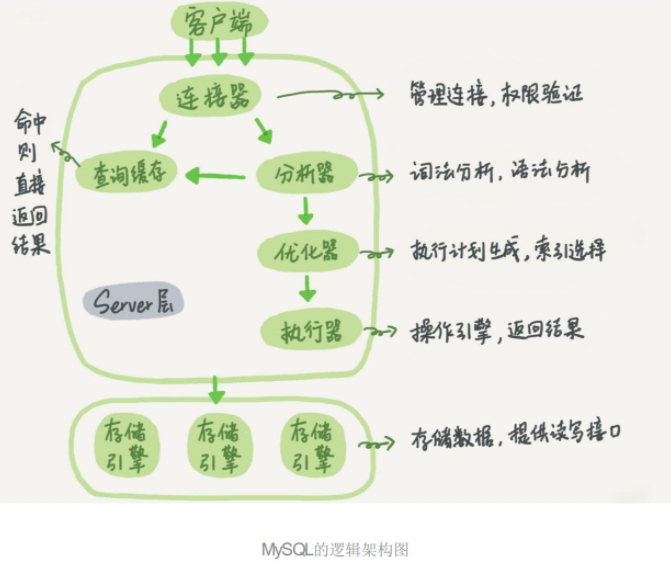 客户端
连接器
管理连接，权限验证
命中
则
直接
返回
结果
查询缓存
分析器
词法分析，语法分析
优化器
执行计划生成，索引选择
Server层
执行器
操作引擎，返回结果
存储
引擎
存储
引擎
存储
引擎
存储数据，提供读写接口
MySQL的逻辑架构图